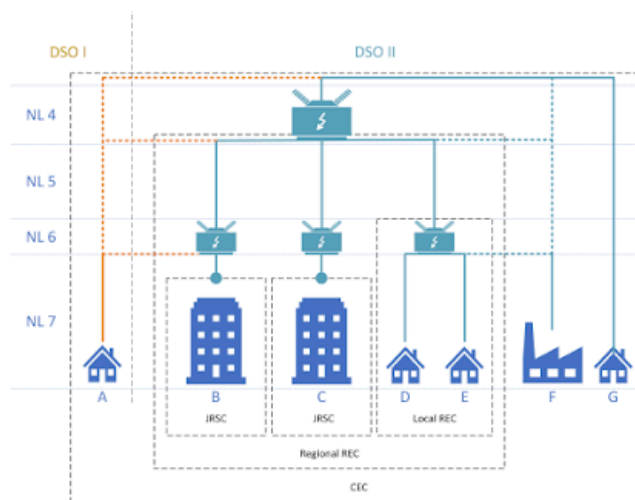 DSO I
DSO II
NL 4
NL 5
NL 6
NL 7
A
B
C
D
E
F
G
JRSC
JRSC
Local REC
Regional REC
CEC